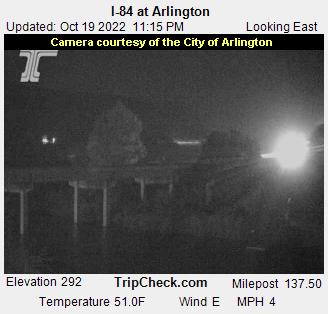 I-84 at Arlington
Updated: Oct 19 2022 11:15 PM Looking East
Camera courtesy of the City of Arlington
Elevation 292 TripCheck.com Milepost 137.50
Temperature 51.0F Wind E MPH 4